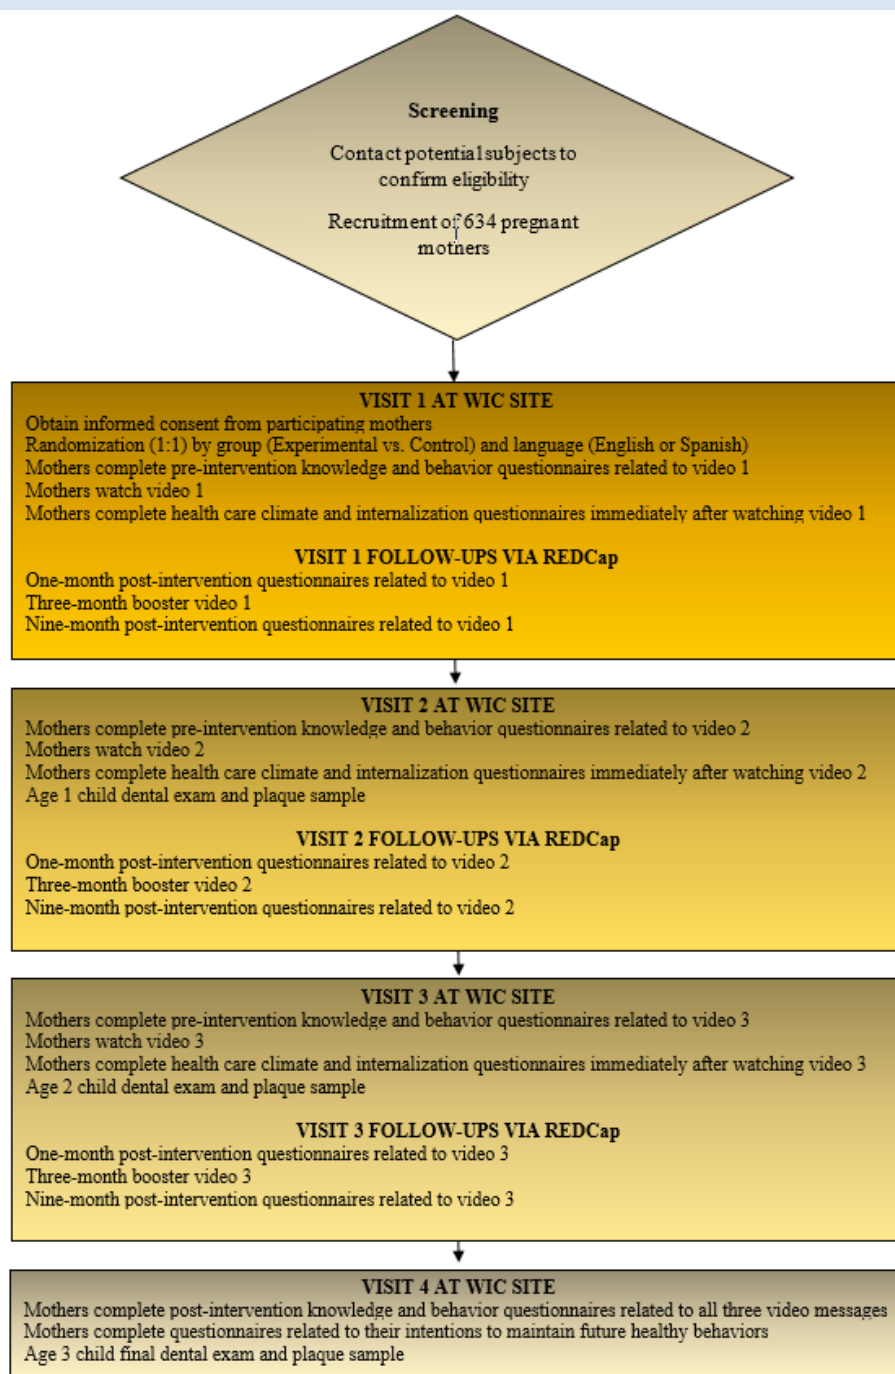 Screening
Contact potential subjects to
confirm eligibility
Recruitment of 634 pregnant
mothers
VISIT 1 AT WIC SITE
Obtain informed consent from participating mothers
Randomization (1:1) by group (Experimental vs. Control) and language (English or Spanish)
Mothers complete pre-intervention knowledge and behavior questionnaires related to video 1
Mothers watch video 1
Mothers complete health care climate and internalization questionnaires immediately after watching video 1
VISIT 1 FOLLOW-UPS VIA REDCap
One-month post-intervention questionnaires related to video 1
Three-month booster video 1
Nine-month post-intervention questionnaires related to video 1
VISIT 2 AT WIC SITE
Mothers complete pre-intervention knowledge and behavior questionnaires related to video 2
Mothers watch video 2
Mothers complete health care climate and internalization questionnaires immediately after watching video 2
Age 1 child dental exam and plaque sample
VISIT 2 FOLLOW-UPS VIA REDCap
One-month post-intervention questionnaires related to video 2
Three-month booster video 2
Nine-month post-intervention questionnaires related to video 2
VISIT 3 AT WIC SITE
Mothers complete pre-intervention knowledge and behavior questionnaires related to video 3
Mothers watch video 3
Mothers complete health care climate and internalization questionnaires immediately after watching video 3
Age 2 child dental exam and plaque sample
VISIT 3 FOLLOW-UPS VIA REDCap
One-month post-intervention questionnaires related to video 3
Three-month booster video 3
Nine-month post-intervention questionnaires related to video 3
VISIT 4 AT WIC SITE
Mothers complete post-intervention knowledge and behavior questionnaires related to all three video messages
Mothers complete questionnaires related to their intentions to maintain future healthy behaviors
Age 3 child final dental exam and plaque sample